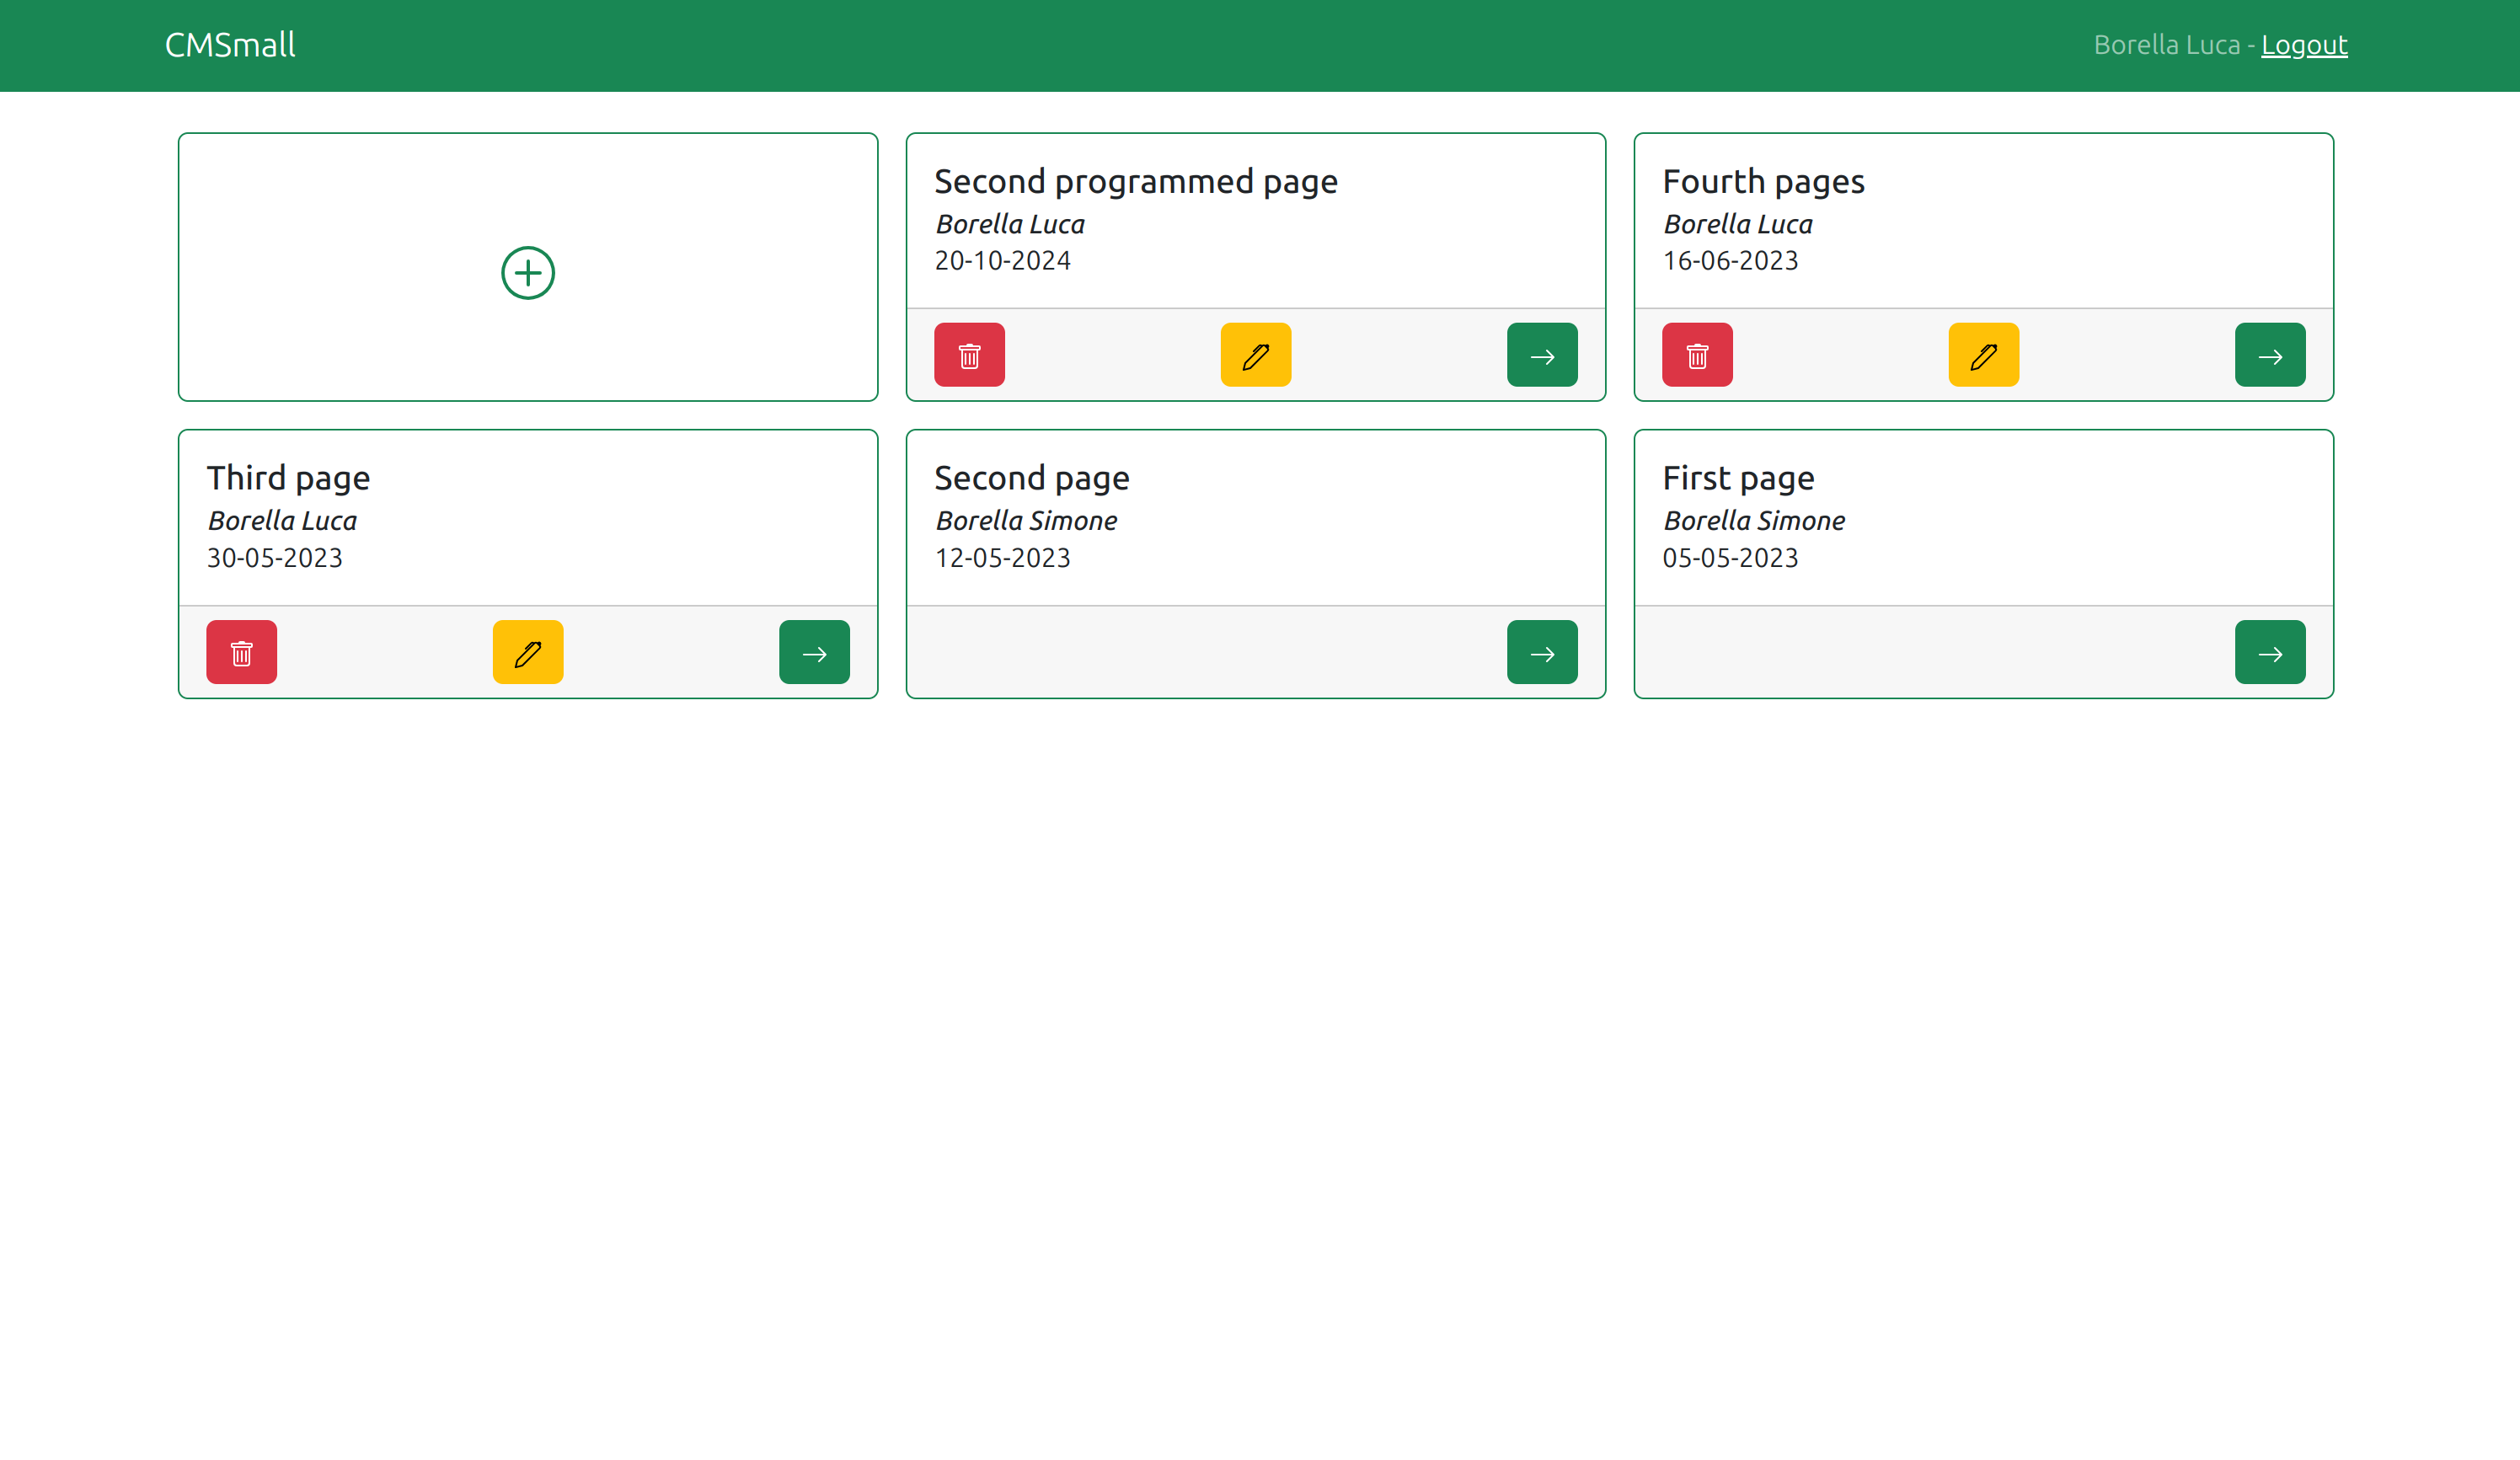 CMSmall
Borella Luca - Logout
Second programmed page
Borella Luca
20-10-2024
Fourth pages
Borella Luca
16-06-2023
Third page
Borella Luca
30-05-2023
Second page
Borella Simone
12-05-2023
First page
Borella Simone
05-05-2023